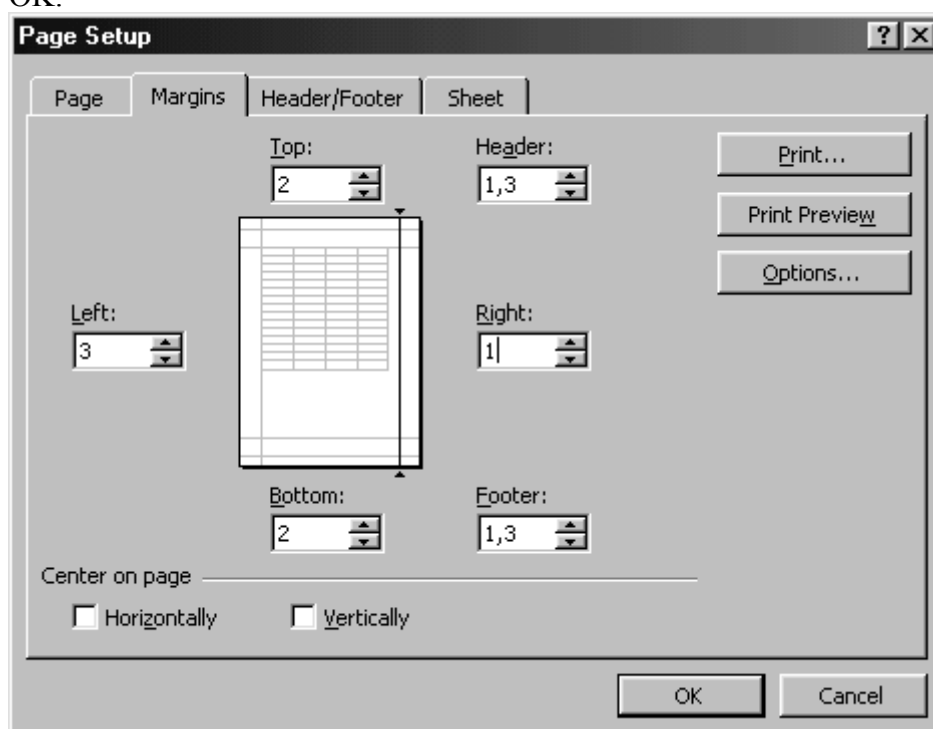 OK.
Page Setup
Page Margins Header/Footer Sheet
Top: Header:
2 1,3
Print...
Print Preview
Options...
Left: Right:
3 1
Bottom: Footer:
2 1,3
Center on page
Horizontally Vertically
OK Cancel